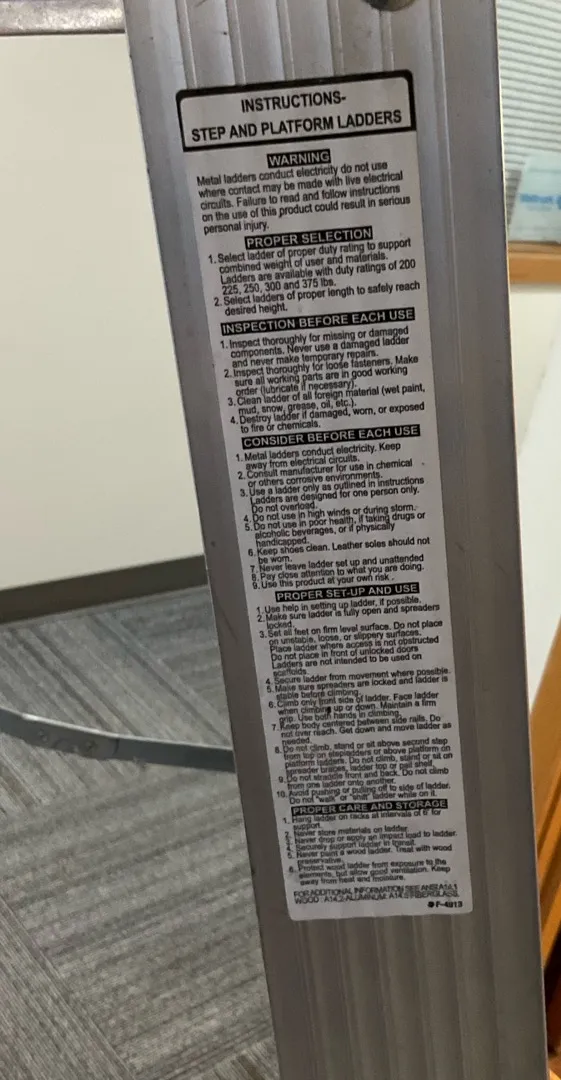 INSTRUCTIONS-
STEP AND PLATFORM LADDERS
WARNING
Metal ladders conduct electricity do not use
where contact may be made with live electrical
circuits. Failure to read and follow instructions
on the use of this product could result in serious
personal injury.
PROPER SELECTION
1. Select ladder of proper duty rating to support
combined weight of user and materials.
Ladders are available with duty ratings of 200
225, 250, 300 and 375 lbs.
2. Select ladders of proper length to safely reach
desired height.
INSPECTION BEFORE EACH USE
1. Inspect thoroughly for missing or damaged
components. Never use a damaged ladder
and never make temporary repairs.
2. Inspect thoroughly for loose fasteners. Make
sure all working parts are in good working
order (lubricate if necessary).
3. Clean ladder of all foreign material (wet paint,
mud, snow, grease, oil, etc.).
4. Destroy ladder if damaged, worn, or exposed
to fire or chemicals.
CONSIDER BEFORE EACH USE
1. Metal ladders conduct electricity. Keep
away from electrical circuits.
2. Consult manufacturer for use in chemical
or others corrosive environments.
3. Use a ladder only as outlined in instructions
Ladders are designed for one person only.
Do not overload.
4. Do not use in high winds or during storm.
5. Do not use in poor health, if taking drugs or
alcoholic beverages, or if physically
handicapped.
6. Keep shoes clean. Leather soles should not
be worn.
7. Never leave ladder set up and unattended
8. Pay close attention to what you are doing.
9. Use this product at your own risk .
PROPER SET-UP AND USE
1. Use help in setting up ladder, if possible.
2. Make sure ladder is fully open and spreaders
locked.
3. Set all feet on firm level surface. Do not place
on unstable, loose, or slippery surfaces.
Place ladder where access is not obstructed
Do not place in front of unlocked doors
Ladders are not intended to be used on
scaffolds.
4. Secure ladder from movement where possible.
5. Make sure spreaders are locked and ladder is
stable before climbing.
6. Climb only front side of ladder. Face ladder
when climbing up or down. Maintain a firm
grip. Use both hands in climbing.
7. Keep body centered between side rails. Do
not over reach. Get down and move ladder as
needed.
8. Do not climb, stand or sit above second step
from top on stepladders or above platform on
platform ladders. Do not climb, stand or sit on
spreader braces, ladder top or pail shelf.
9. Do not straddle front and back. Do not climb
from one ladder onto another.
10. Avoid pushing or pulling off to side of ladder.
Do not "walk" or "shift" ladder while on it.
PROPER CARE AND STORAGE
1. Hang ladder on racks at intervals of 6' for
support.
2. Never store materials on ladder.
3. Never drop or apply an impact load to ladder.
4. Securely support ladder in transit.
5. Never paint a wood ladder. Treat with wood
preservative.
6. Protect wood ladder from exposure to the
elements, but allow good ventilation. Keep
away from heat and moisture.
FOR ADDITIONAL INFORMATION SEE ANSI A14.1
WOOD : A14.2 ALUMINUM: A14.5 FIBERGLASS.
F-4913